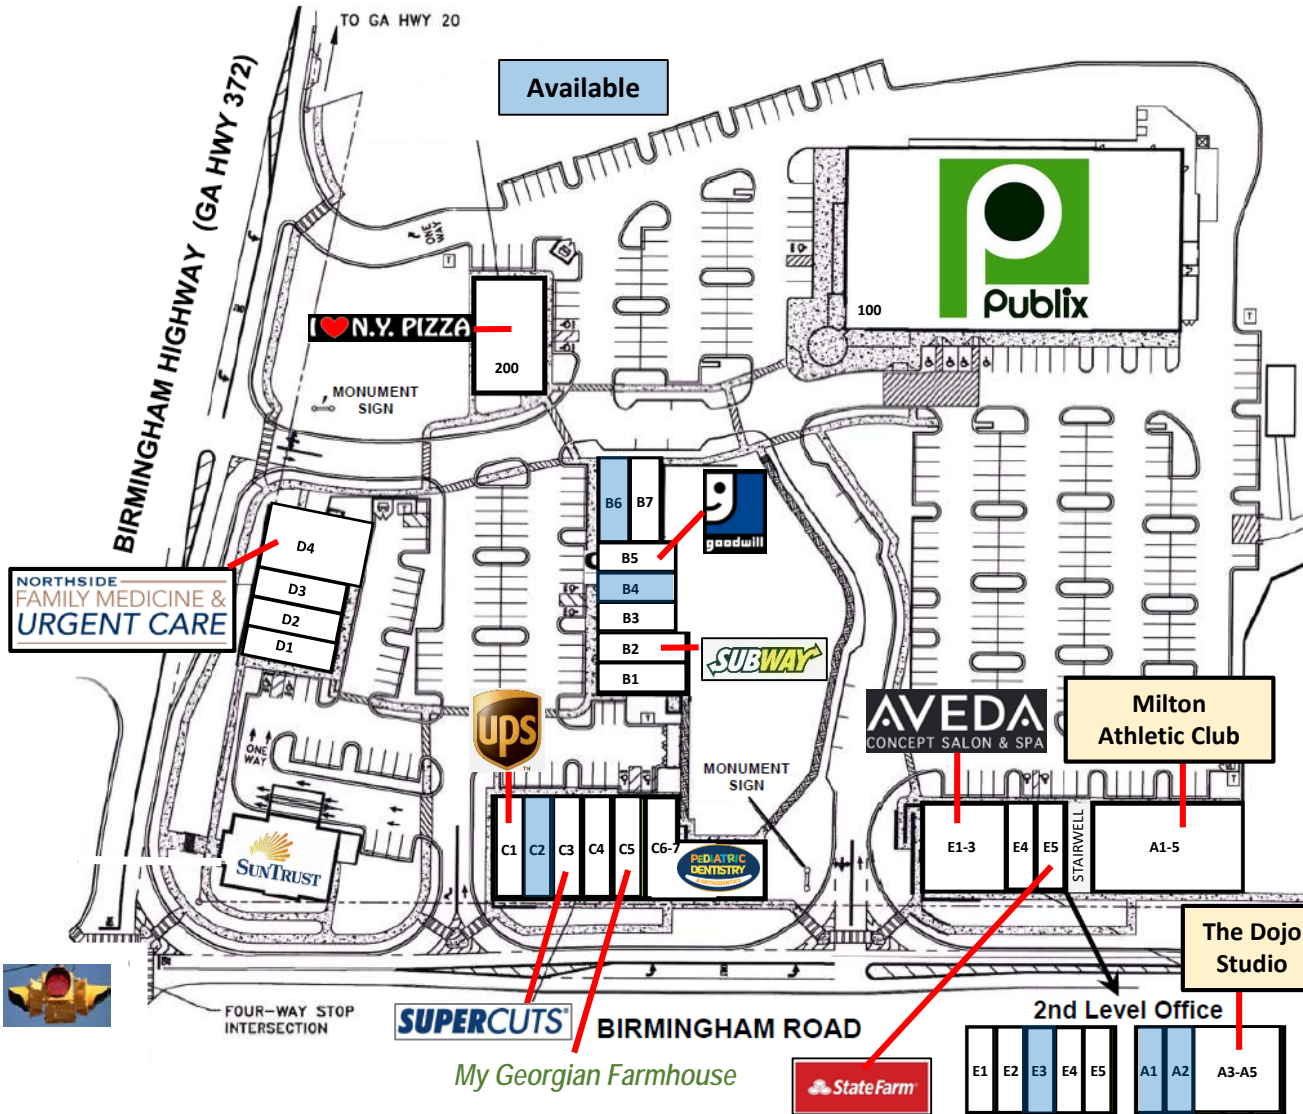 TO GA HWY 20
Available
BIRMINGHAM HIGHWAY (GA HWY 372)
ONE
WAY
T
Publix
100
T
I ❤ N.Y. PIZZA
200
MONUMENT
SIGN
B6
B7
goodwill
B5
B4
B3
B2
B1
SUBWAY
T
D4
D3
D2
D1
NORTHSIDE
FAMILY MEDICINE &
URGENT CARE
ups
T
AVEDA
CONCEPT SALON & SPA
Milton
Athletic Club
T
ONE
WAY
MONUMENT
SIGN
SUNTRUST
C1
C2
C3
C4
C5
C6-7
PEDIATRIC
DENTISTRY
& ORTHODONTICS
E1-3
E4
E5
STAIRWELL
A1-5
The Dojo
Studio
FOUR-WAY STOP
INTERSECTION
SUPERCUTS
BIRMINGHAM ROAD
2nd Level Office
My Georgian Farmhouse
StateFarm
E1
E2
E3
E4
E5
A1
A2
A3-A5